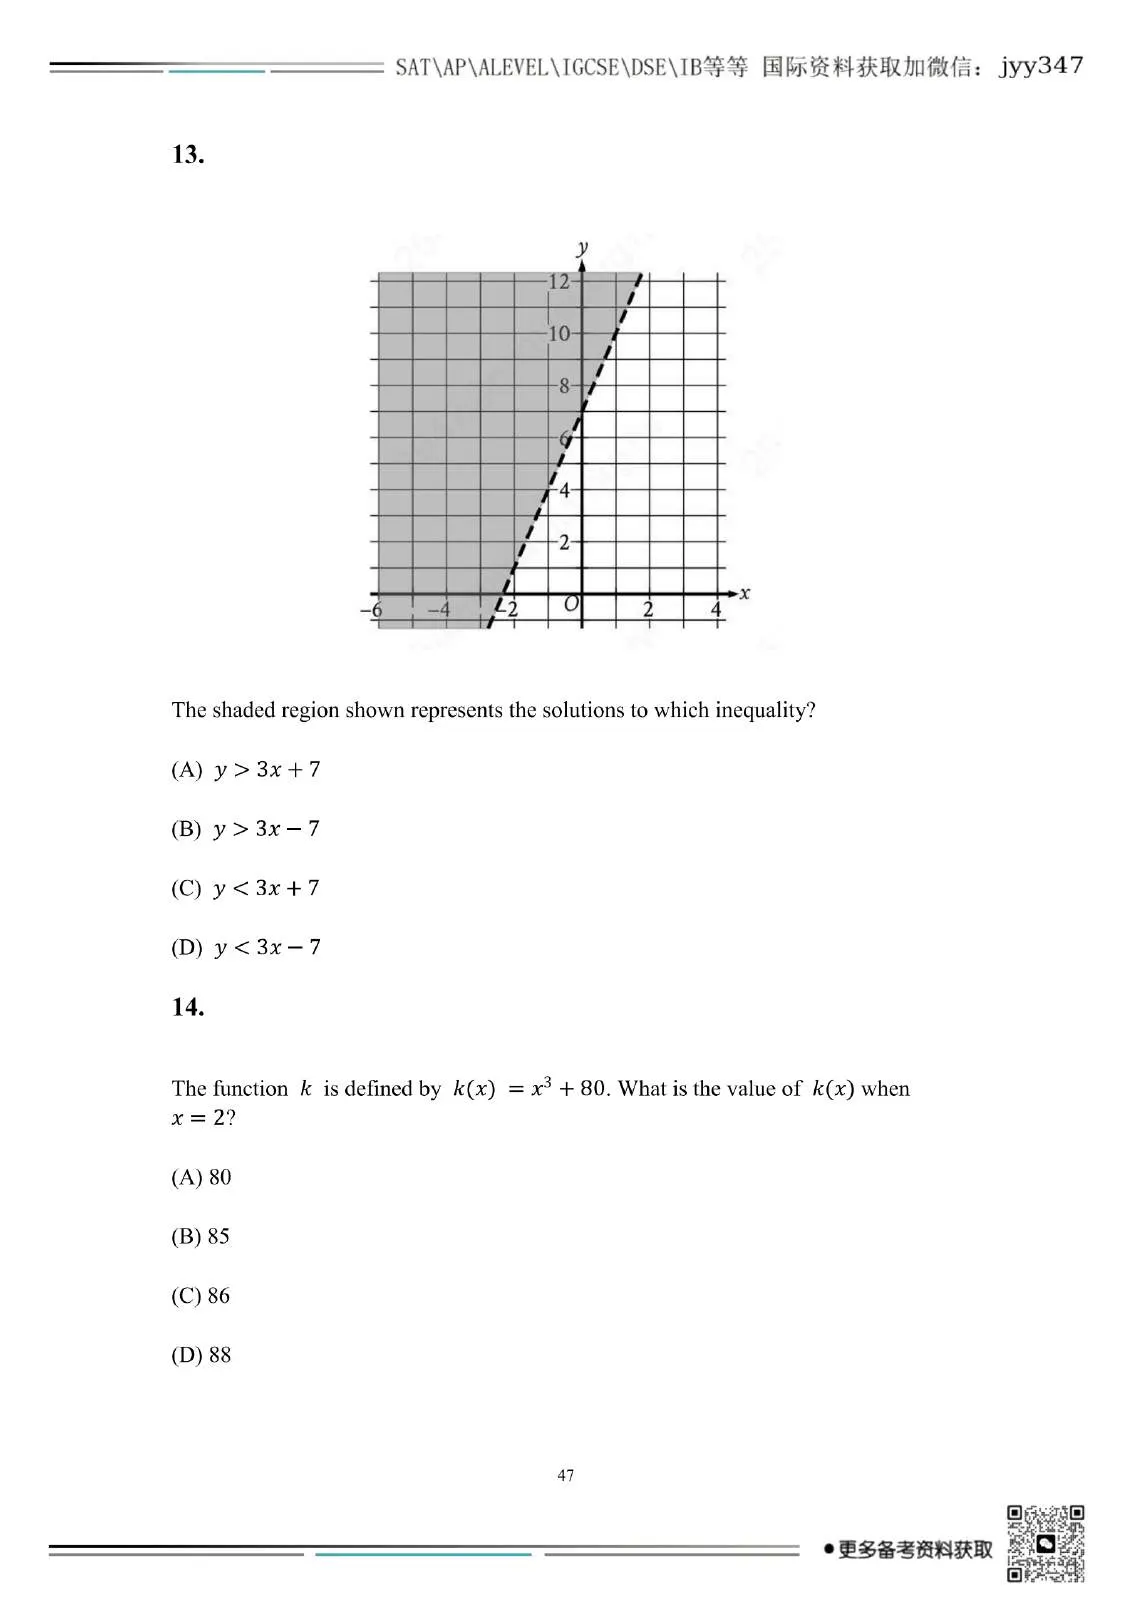 SAT\AP\ALEVEL\IGCSE\DSE\IB等等 国际资料获取加微信：jyy347
13.
y
12
10
8
6
4
2
-6 -4 -2 O 2 4 x
The shaded region shown represents the solutions to which inequality?
(A) y > 3x + 7
(B) y > 3x − 7
(C) y < 3x + 7
(D) y < 3x − 7
14.
The function k is defined by k(x) = x³ + 80. What is the value of k(x) when
x = 2?
(A) 80
(B) 85
(C) 86
(D) 88
47
●更多备考资料获取